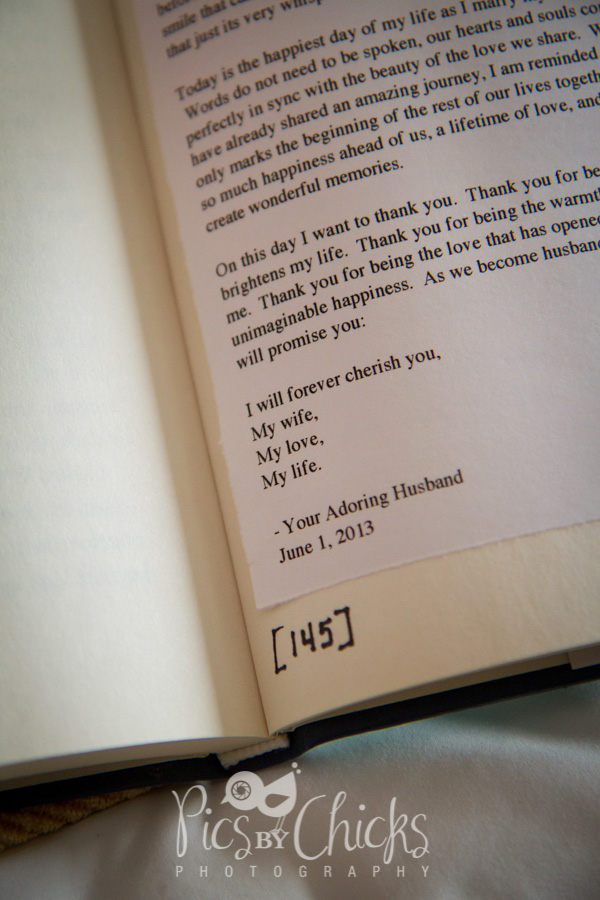 smile that
that just its very
Today is the happiest day of my life as I marry my
Words do not need to be spoken, our hearts and souls
perfectly in sync with the beauty of the love we share.
have already shared an amazing journey, I am reminded
only marks the beginning of the rest of our lives
so much happiness ahead of us, a lifetime of love, and
create wonderful memories.
On this day I want to thank you. Thank you for
brightens my life. Thank you for being the
me. Thank you for being the love that has
unimaginable happiness. As we become
will promise you:
I will forever cherish you,
My wife,
My love,
My life.
- Your Adoring Husband
June 1, 2013
[145]
Pics BY Chicks
PHOTOGRAPHY